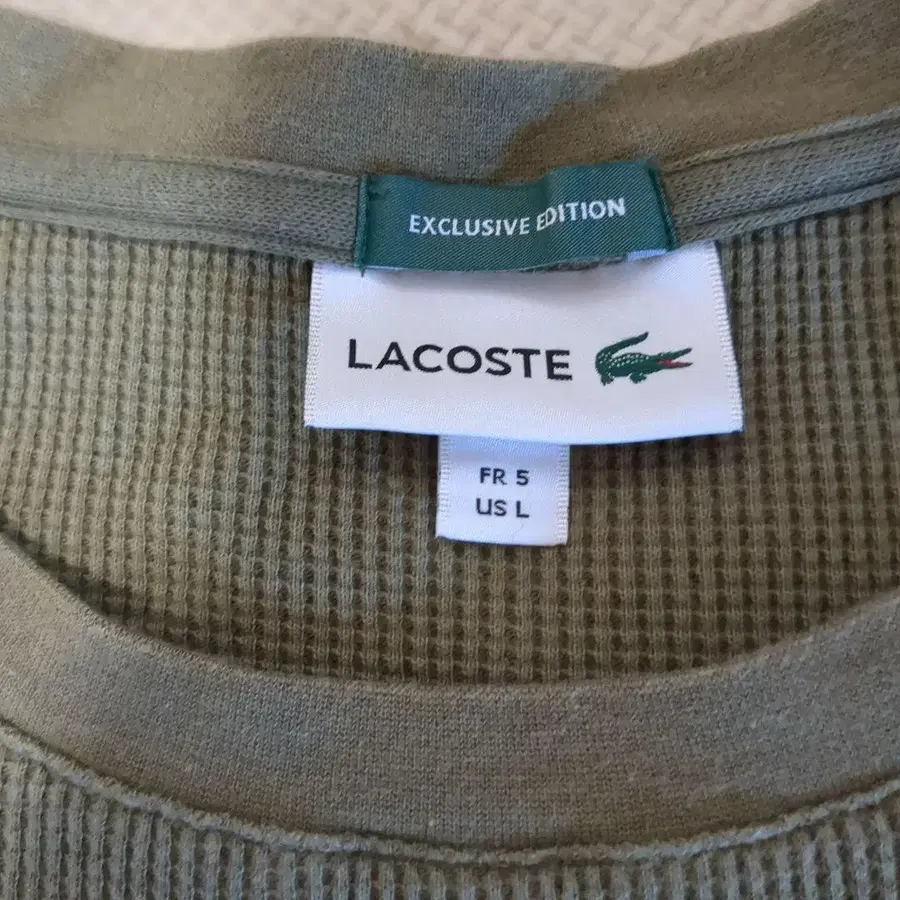 EXCLUSIVE EDITION
LACOSTE
FR 5
US L